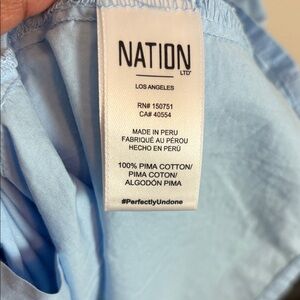 NATION
LTD
LOS ANGELES
RN# 150751
CA# 40554
MADE IN PERU
FABRIQUÉ AU PÉROU
HECHO EN PERÚ
100% PIMA COTTON/
PIMA COTON/
ALGODÓN PIMA
#PerfectlyUndone